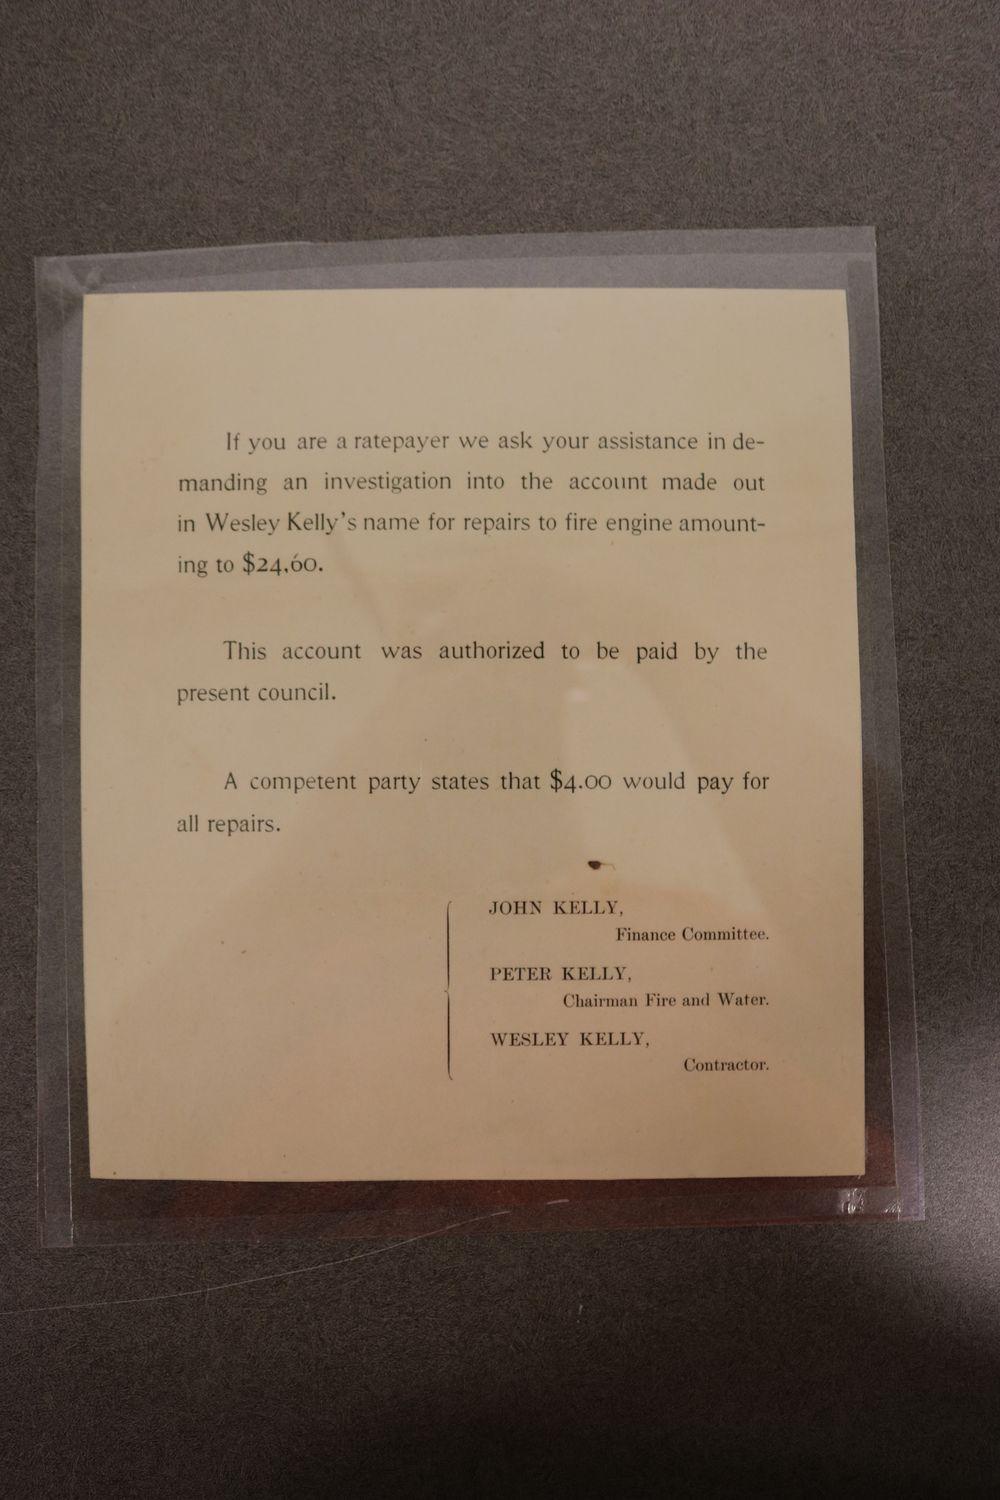 If you are a ratepayer we ask your assistance in de-
manding an investigation into the account made out
in Wesley Kelly's name for repairs to fire engine amount-
ing to $24,60.
This account was authorized to be paid by the
present council.
A competent party states that $4.00 would pay for
all repairs.
JOHN KELLY,
Finance Committee.
PETER KELLY,
Chairman Fire and Water.
WESLEY KELLY,
Contractor.